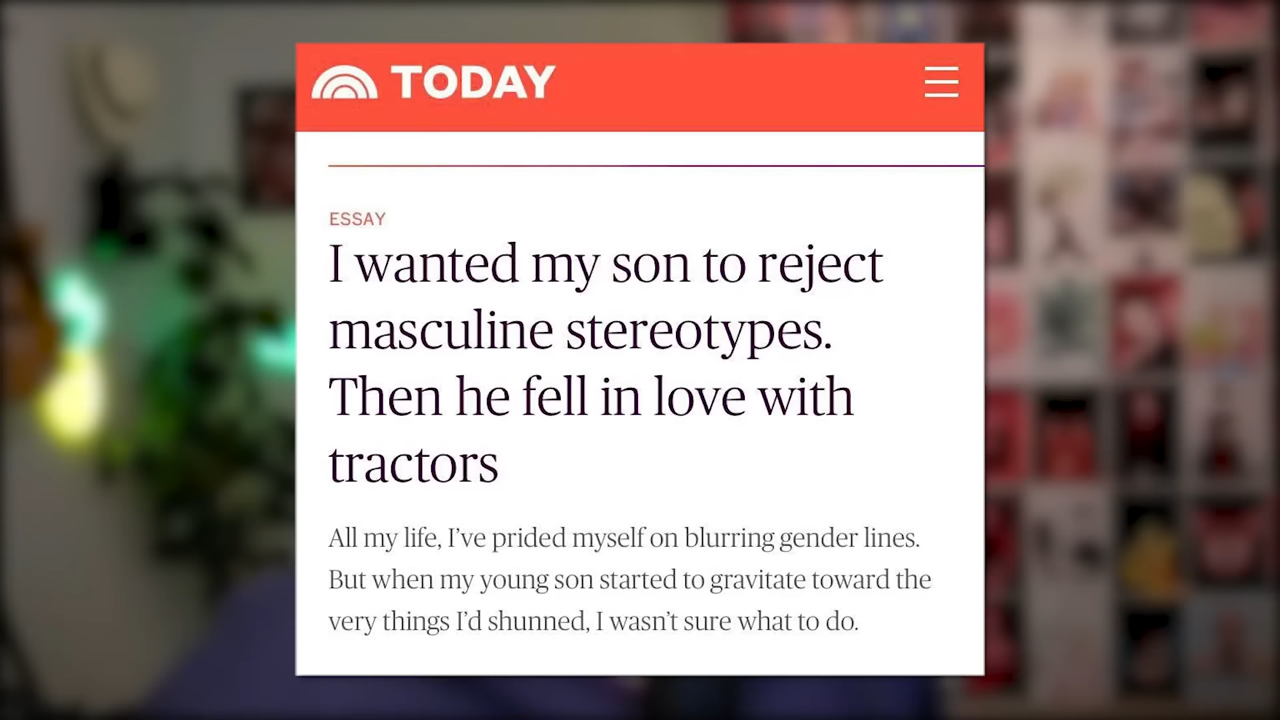 TODAY
ESSAY
I wanted my son to reject
masculine stereotypes.
Then he fell in love with
tractors
All my life, I've prided myself on blurring gender lines.
But when my young son started to gravitate toward the
very things I'd shunned, I wasn't sure what to do.